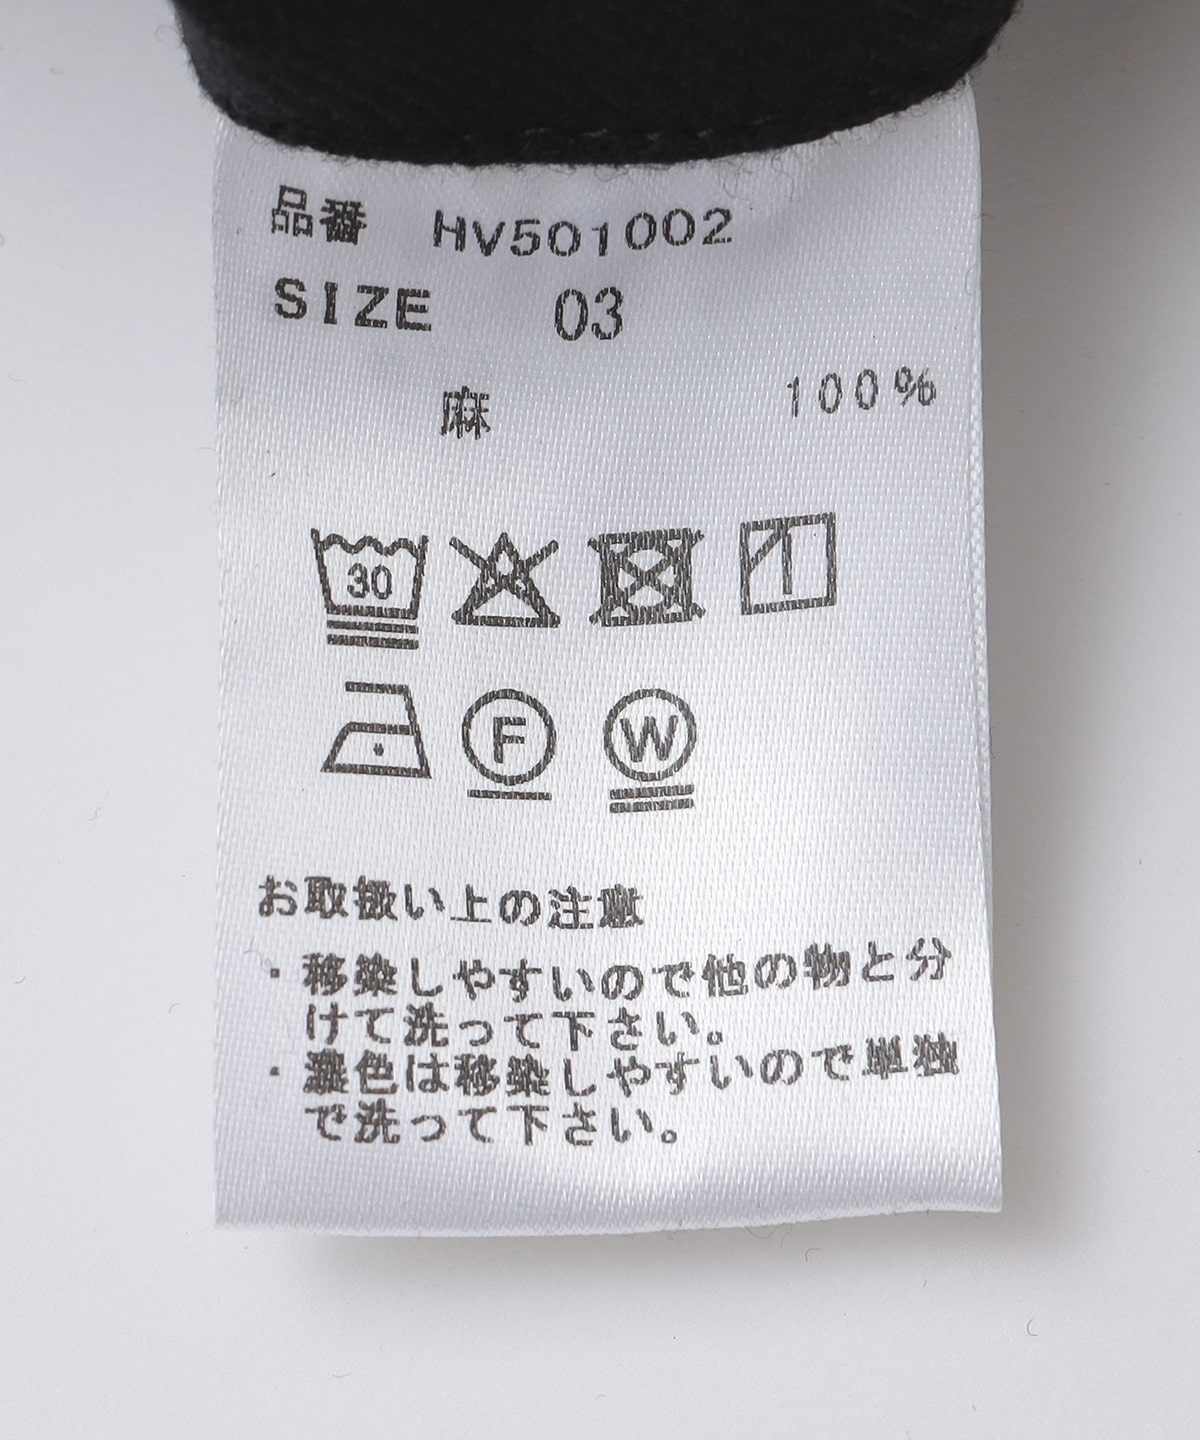 品番 HV501002
SIZE 03
麻 100%
30
F W
お取扱い上の注意
・移染しやすいので他の物と分
けて洗って下さい。
・濃色は移染しやすいので単独
で洗って下さい。